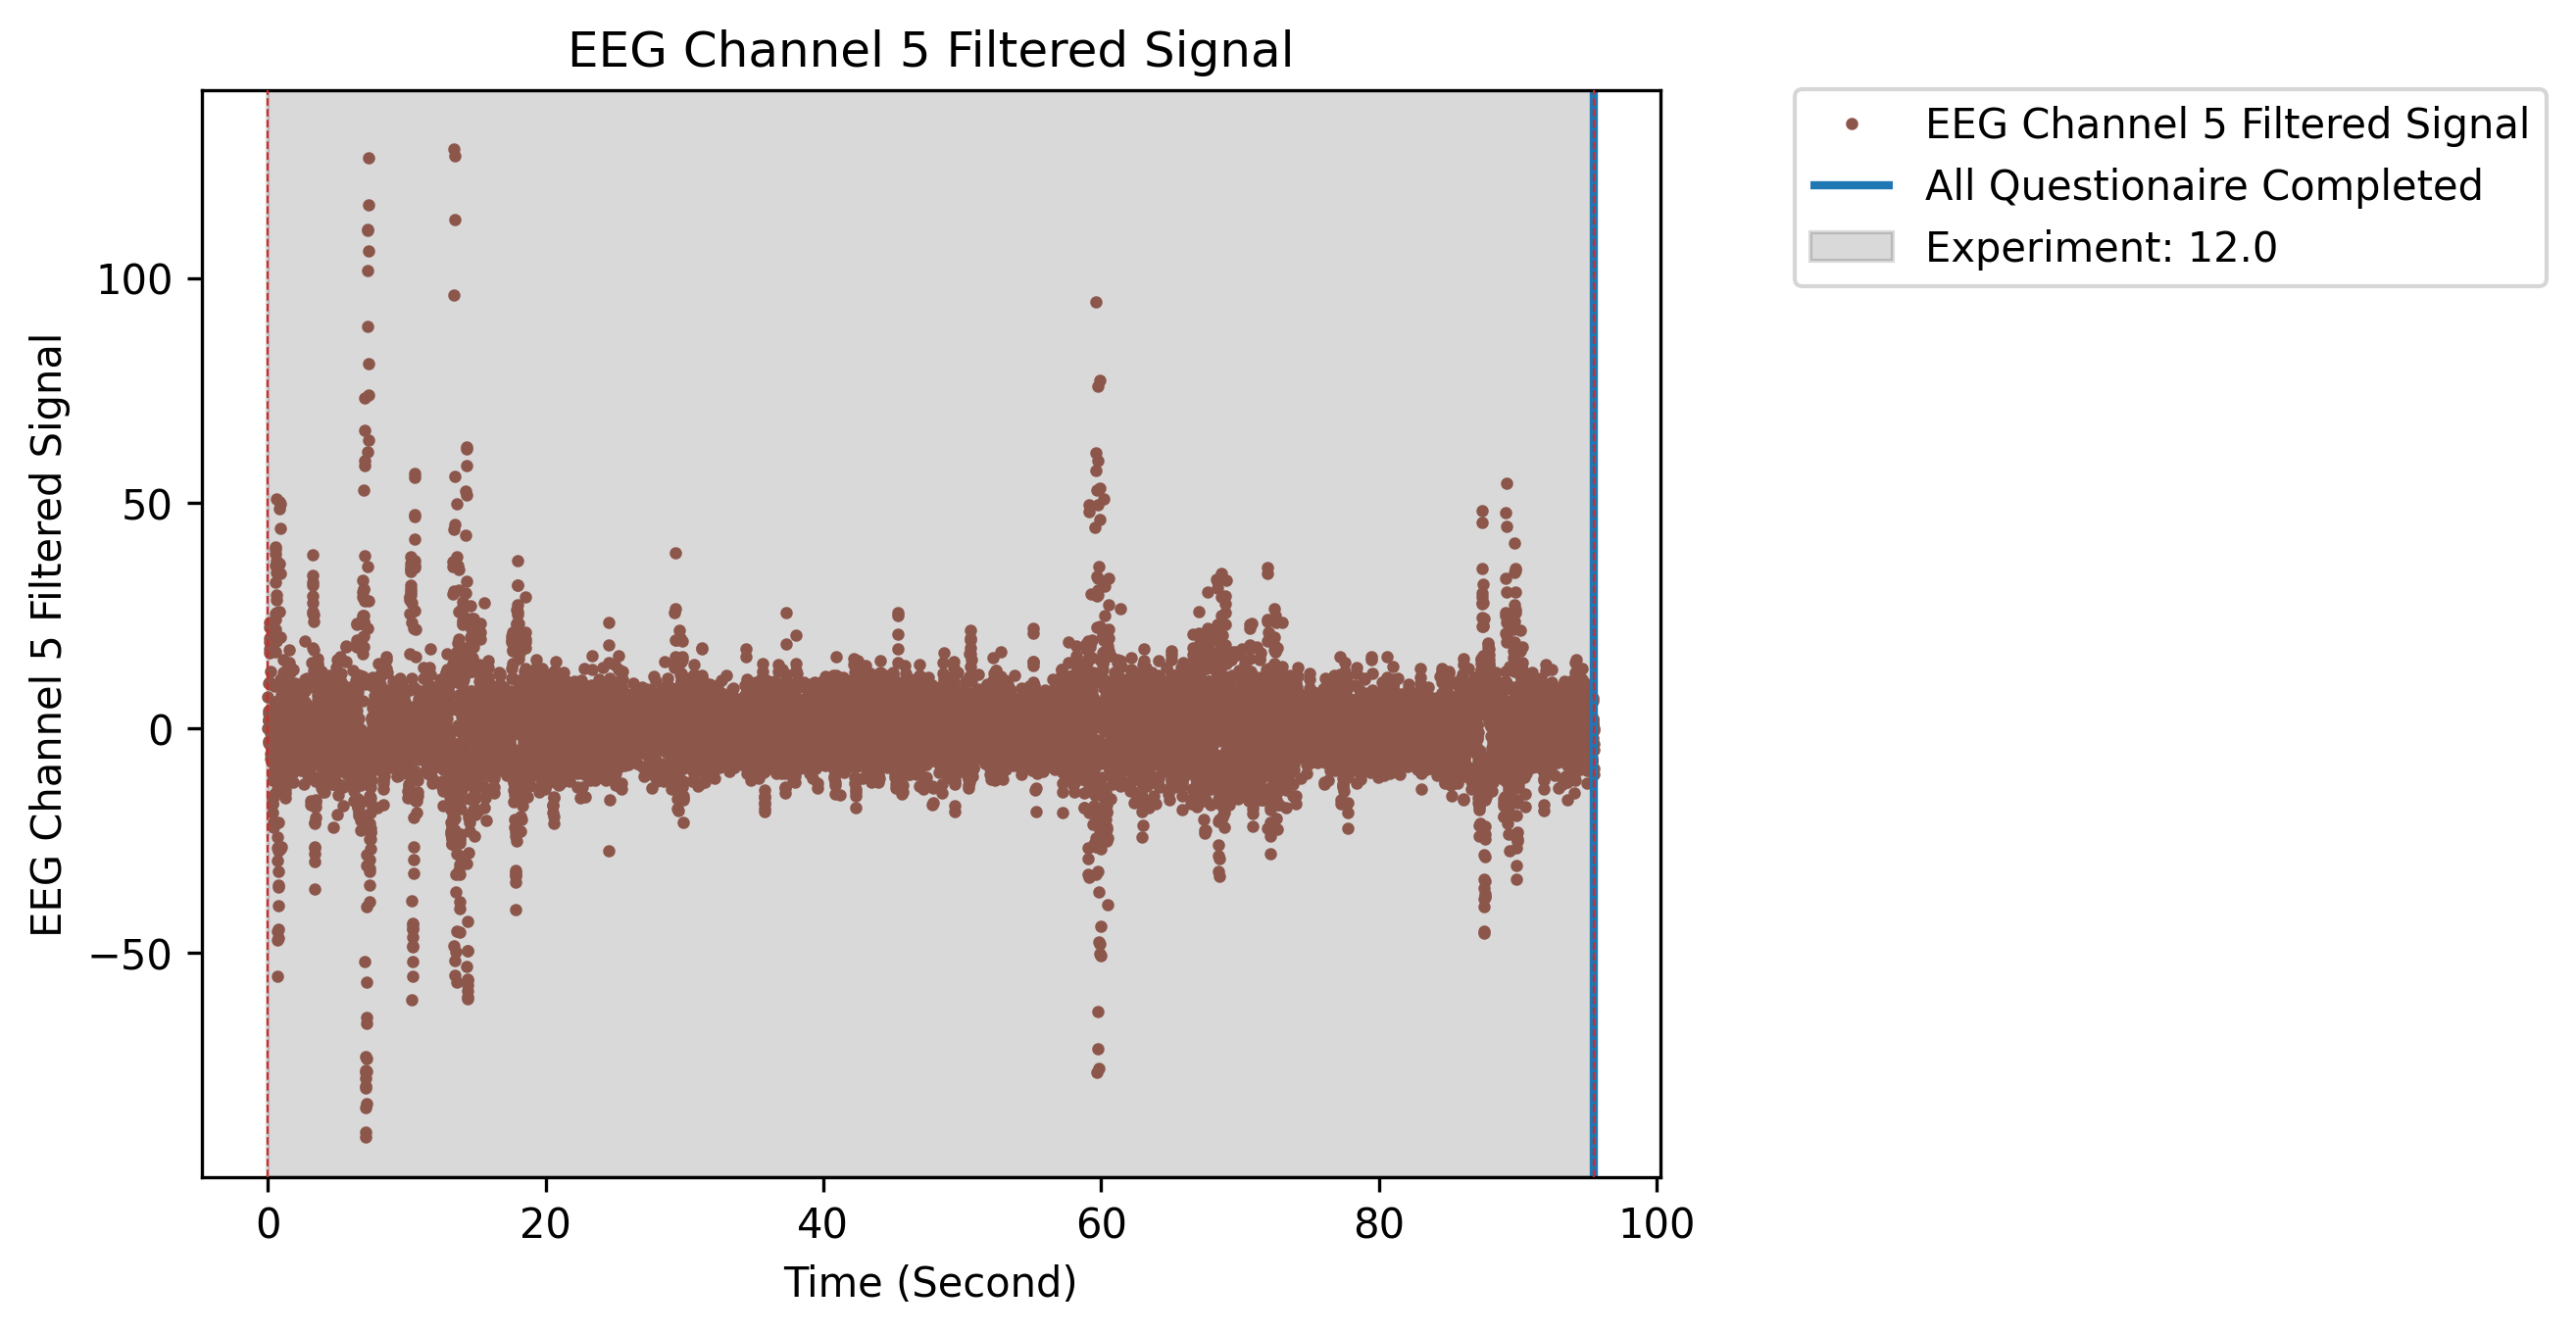 EEG Channel 5 Filtered Signal
EEG Channel 5 Filtered Signal
All Questionaire Completed
Experiment: 12.0
EEG Channel 5 Filtered Signal
100
50
0
−50
0 20 40 60 80 100
Time (Second)